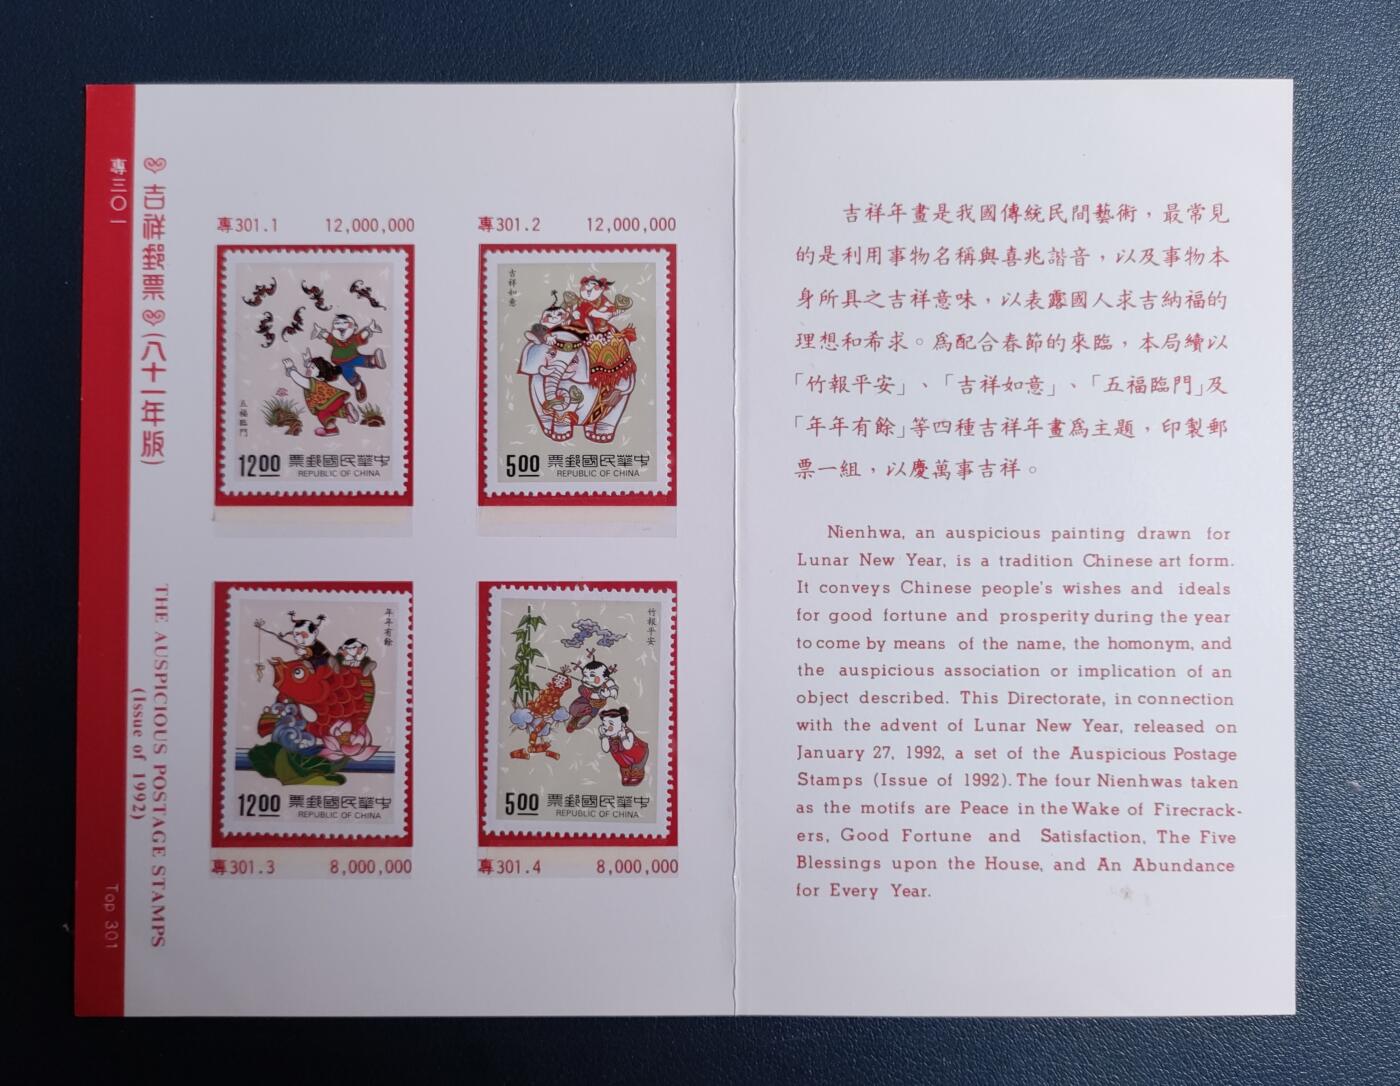 專三〇一
吉祥郵票(八十一年版)
THE AUSPICIOUS POSTAGE STAMPS
(Issue of 1992)
Top 301
專301.1 12,000,000
五福臨門
12.00 票郵國民華中
REPUBLIC OF CHINA
專301.2 12,000,000
吉祥如意
5.00 票郵國民華中
REPUBLIC OF CHINA
年年有餘
12.00 票郵國民華中
REPUBLIC OF CHINA
專301.3 8,000,000
竹報平安
5.00 票郵國民華中
REPUBLIC OF CHINA
專301.4 8,000,000
吉祥年畫是我國傳統民間藝術，最常見
的是利用事物名稱與喜兆諧音，以及事物本
身所具之吉祥意味，以表露國人求吉納福的
理想和希求。為配合春節的來臨，本局續以
「竹報平安」、「吉祥如意」、「五福臨門」及
「年年有餘」等四種吉祥年畫為主題，印製郵
票一組，以慶萬事吉祥。
Nienhwa, an auspicious painting drawn for
Lunar New Year, is a tradition Chinese art form.
It conveys Chinese people's wishes and ideals
for good fortune and prosperity during the year
to come by means of the name, the homonym, and
the auspicious association or implication of an
object described. This Directorate, in connection
with the advent of Lunar New Year, released on
January 27, 1992, a set of the Auspicious Postage
Stamps (Issue of 1992). The four Nienhwas taken
as the motifs are Peace in the Wake of Firecrack-
ers, Good Fortune and Satisfaction, The Five
Blessings upon the House, and An Abundance
for Every Year.